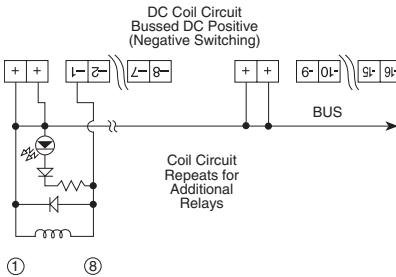 DC Coil Circuit
Bussed DC Positive
(Negative Switching)
+ + -1 -2 -7 -8 + + -9 -10 -15 -16
BUS
Coil Circuit
Repeats for
Additional
Relays
1 8